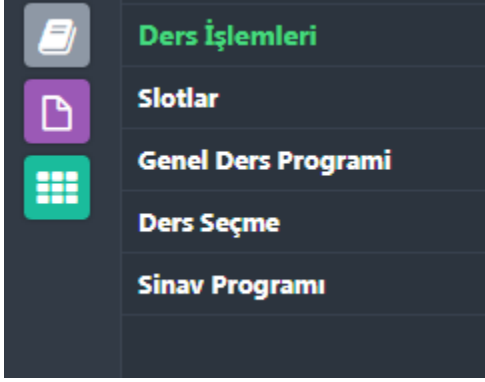 Ders İşlemleri
Slotlar
Genel Ders Programi
Ders Seçme
Sinav Programı